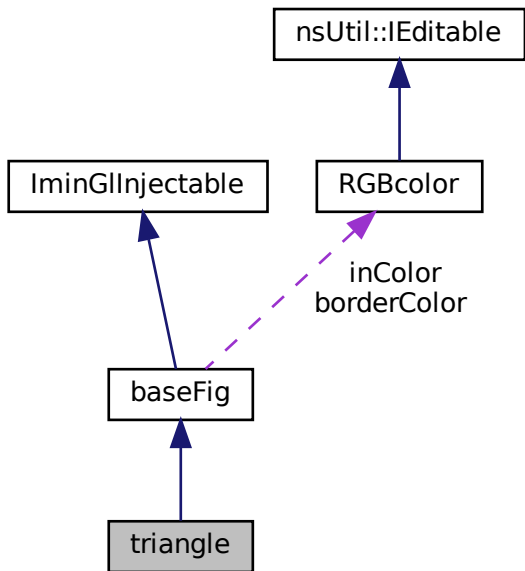 nsUtil::IEditable
IminGlInjectable
RGBcolor
inColor
borderColor
baseFig
triangle